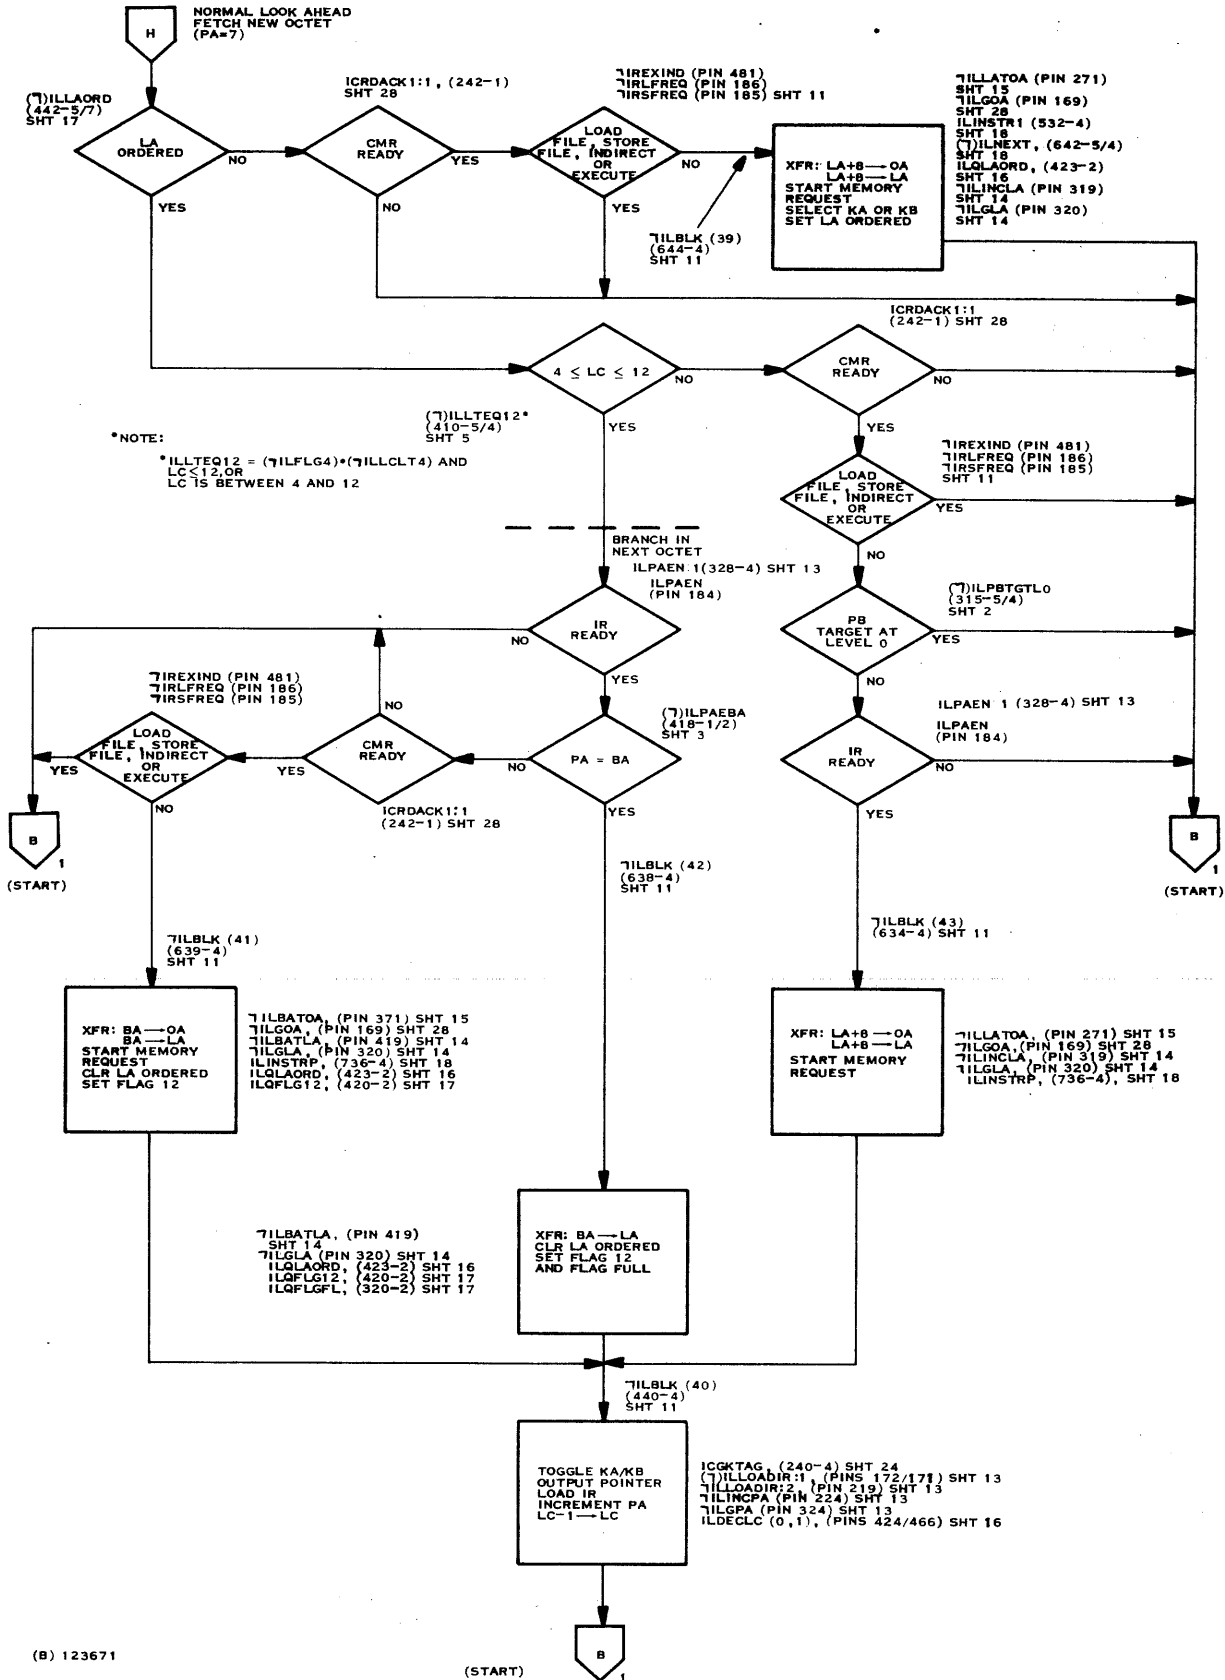 NORMAL LOOK AHEAD
FETCH NEW OCTET
(PA=7)
H
(⌉)ILLAORD
(442-5/7)
SHT 17
LA
ORDERED
NO
YES
ICRDACK1:1, (242-1)
SHT 28
CMR
READY
YES
NO
⌉IREXIND (PIN 481)
⌉IRLFREQ (PIN 186)
⌉IRSFREQ (PIN 185) SHT 11
LOAD
FILE, STORE
FILE, INDIRECT
OR
EXECUTE
NO
YES
⌉ILBLK (39)
(644-4)
SHT 11
XFR: LA+8 → OA
LA+8 → LA
START MEMORY
REQUEST
SELECT KA OR KB
SET LA ORDERED
⌉ILLATOA (PIN 271)
SHT 15
⌉ILGOA (PIN 169)
SHT 28
ILINSTR1 (532-4)
SHT 18
(⌉)ILNEXT, (642-5/4)
SHT 18
ILQLAORD, (423-2)
SHT 16
⌉ILINCLA (PIN 319)
SHT 14
⌉ILGLA (PIN 320)
SHT 14
4 ≤ LC ≤ 12
NO
YES
(⌉)ILLTEQ12*
(410-5/4)
SHT 5
ICRDACK1:1
(242-1) SHT 28
CMR
READY
NO
YES
*NOTE:
*ILLTEQ12 = (⌉ILFLG4)•(⌉ILLCLT4) AND
LC≤12,OR
LC IS BETWEEN 4 AND 12
⌉IREXIND (PIN 481)
⌉IRLFREQ (PIN 186)
⌉IRSFREQ (PIN 185)
SHT 11
LOAD
FILE, STORE
FILE, INDIRECT
OR
EXECUTE
YES
NO
BRANCH IN
NEXT OCTET
ILPAEN:1(328-4) SHT 13
ILPAEN
(PIN 184)
IR
READY
NO
YES
(⌉)ILPBTGTL0
(315-5/4)
SHT 2
PB
TARGET AT
LEVEL 0
YES
NO
⌉IREXIND (PIN 481)
⌉IRLFREQ (PIN 186)
⌉IRSFREQ (PIN 185)
LOAD
FILE, STORE
FILE, INDIRECT
OR
EXECUTE
YES
NO
NO
CMR
READY
YES
ICRDACK1:1
(242-1) SHT 28
(⌉)ILPAEBA
(418-1/2)
SHT 3
PA = BA
NO
YES
ILPAEN 1 (328-4) SHT 13
ILPAEN
(PIN 184)
IR
READY
NO
YES
B
1
(START)
B
1
(START)
⌉ILBLK (42)
(638-4)
SHT 11
⌉ILBLK (41)
(639-4)
SHT 11
⌉ILBLK (43)
(634-4) SHT 11
XFR: BA → OA
BA → LA
START MEMORY
REQUEST
CLR LA ORDERED
SET FLAG 12
⌉ILBATOA, (PIN 371) SHT 15
⌉ILGOA, (PIN 169) SHT 28
⌉ILBATLA, (PIN 419) SHT 14
⌉ILGLA, (PIN 320) SHT 14
ILINSTRP, (736-4) SHT 18
ILQLAORD, (423-2) SHT 16
ILQFLG12, (420-2) SHT 17
XFR: LA+8 → OA
LA+8 → LA
START MEMORY
REQUEST
⌉ILLATOA, (PIN 271) SHT 15
⌉ILGOA, (PIN 169) SHT 28
⌉ILINCLA, (PIN 319) SHT 14
⌉ILGLA, (PIN 320) SHT 14
ILINSTRP, (736-4), SHT 18
⌉ILBATLA, (PIN 419)
SHT 14
⌉ILGLA (PIN 320) SHT 14
ILQLAORD, (423-2) SHT 16
ILQFLG12, (420-2) SHT 17
ILQFLGFL, (320-2) SHT 17
XFR: BA → LA
CLR LA ORDERED
SET FLAG 12
AND FLAG FULL
⌉ILBLK (40)
(440-4)
SHT 11
TOGGLE KA/KB
OUTPUT POINTER
LOAD IR
INCREMENT PA
LC-1 → LC
ICGKTAG, (240-4) SHT 24
(⌉)ILLOADIR:1, (PINS 172/171) SHT 13
⌉ILLOADIR:2, (PIN 219) SHT 13
⌉ILINCPA (PIN 224) SHT 13
⌉ILGPA (PIN 324) SHT 13
ILDECLC (0,1), (PINS 424/466) SHT 16
(B) 123671
(START)
B
1